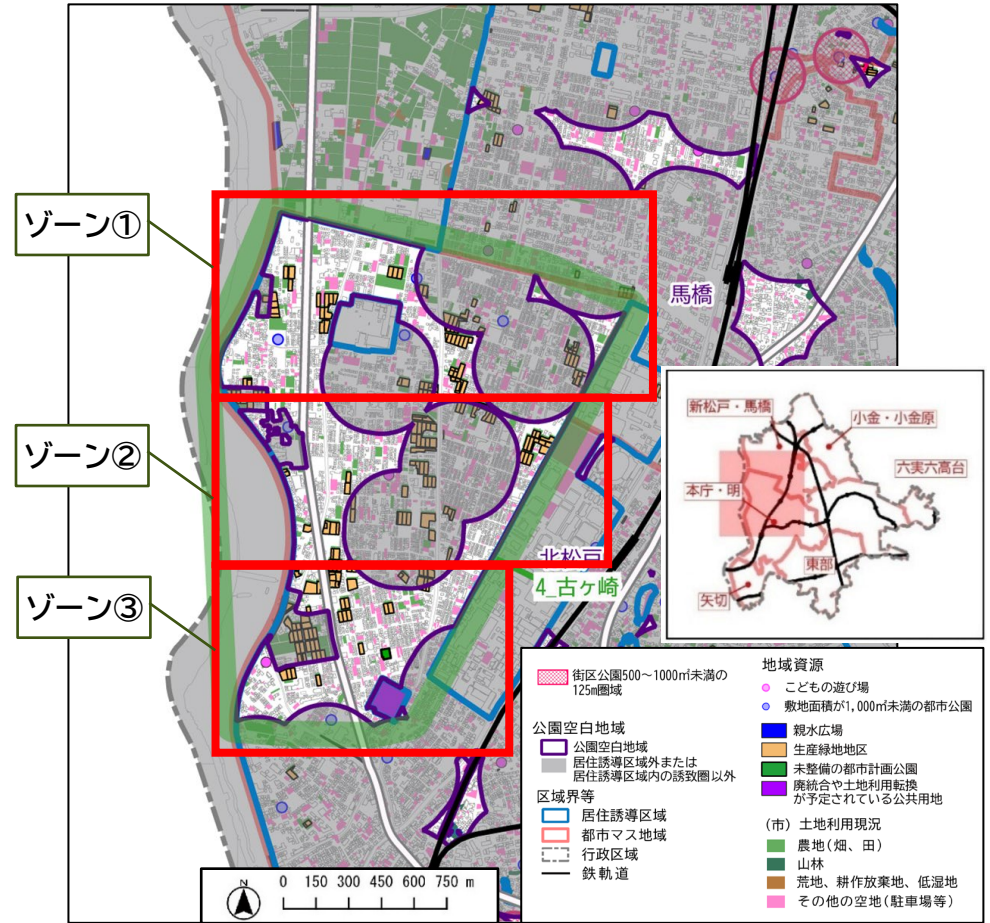 ゾーン①
ゾーン②
ゾーン③
馬橋
北松戸
4_古ヶ崎
新松戸・馬橋
小金・小金原
六実六高台
本庁・明
東部
矢切
N
0 150 300 450 600 750 m
街区公園500～1000㎡未満の
125m圏域
公園空白地域
公園空白地域
居住誘導区域外または
居住誘導区域内の誘致圏以外
区域界等
居住誘導区域
都市マス地域
行政区域
鉄軌道
地域資源
こどもの遊び場
敷地面積が1,000㎡未満の都市公園
親水広場
生産緑地地区
未整備の都市計画公園
廃統合や土地利用転換
が予定されている公共用地
(市) 土地利用現況
農地(畑、田)
山林
荒地、耕作放棄地、低湿地
その他の空地(駐車場等)